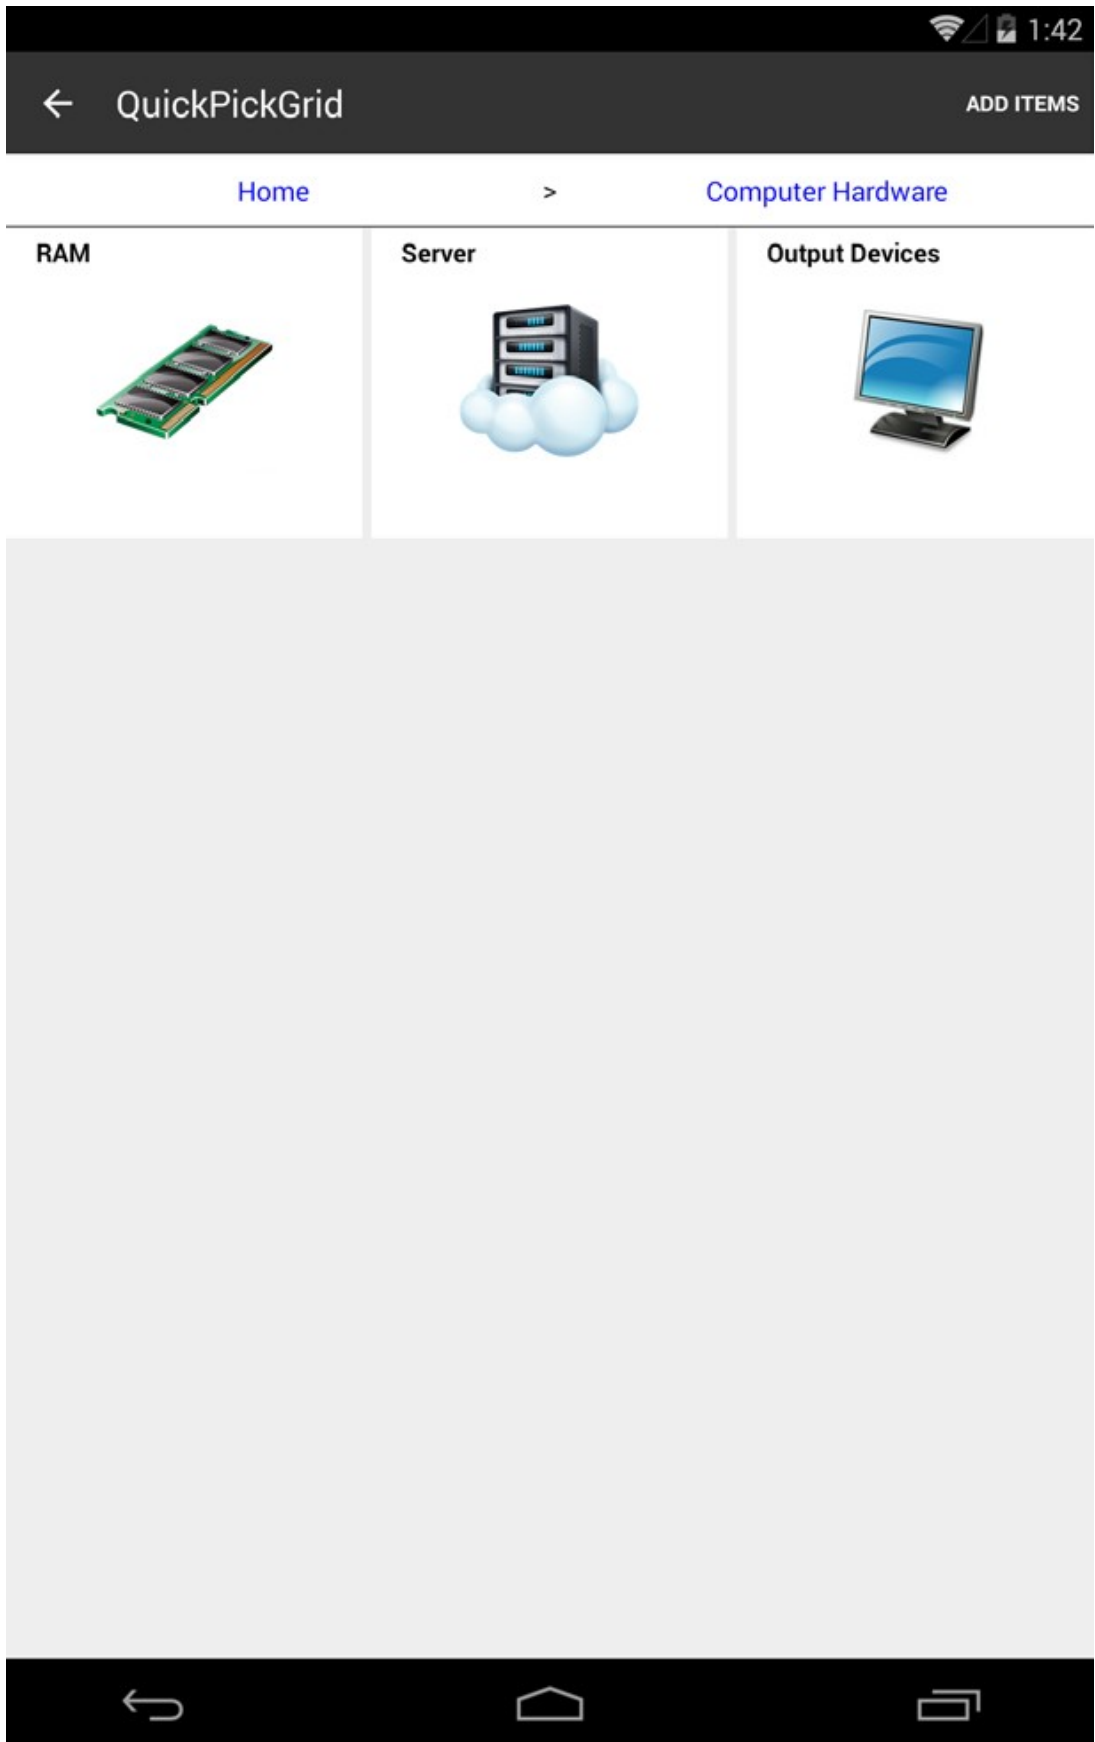 1:42
QuickPickGrid ADD ITEMS
Home > Computer Hardware
RAM Server Output Devices